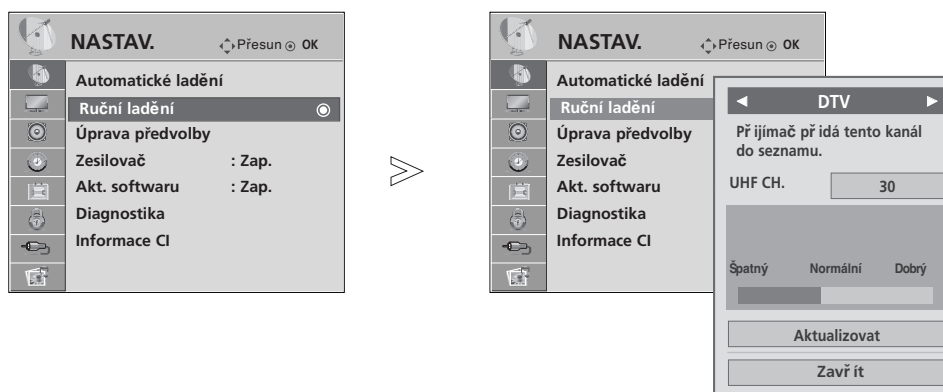 NASTAV.
Přesun OK
Automatické ladění
Ruční ladění
Úprava předvolby
Zesilovač : Zap.
Akt. softwaru : Zap.
Diagnostika
Informace CI
NASTAV.
Přesun OK
Automatické ladění
Ruční ladění
Úprava předvolby
Zesilovač
Akt. softwaru
Diagnostika
Informace CI
DTV
Př ijímač př idá tento kanál
do seznamu.
UHF CH. 30
Špatný Normální Dobrý
Aktualizovat
Zavř ít